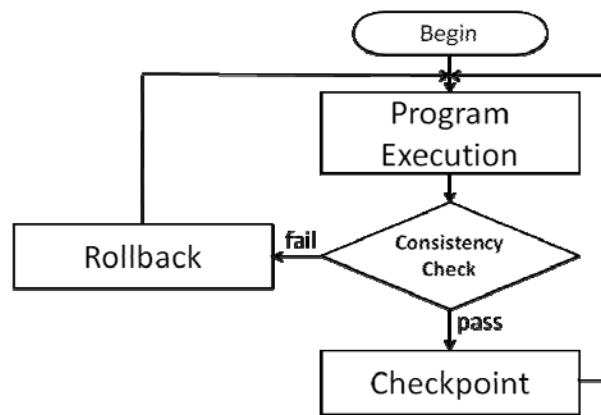 Begin
Program
Execution
fail
Consistency
Check
Rollback
pass
Checkpoint